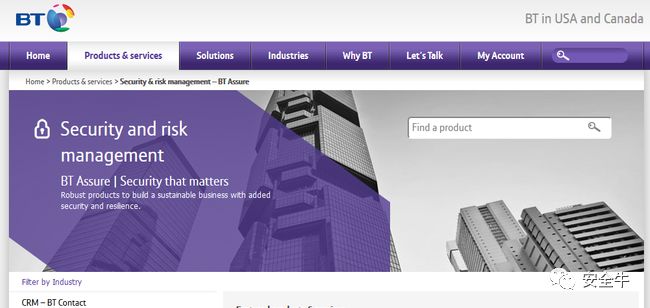 BT
BT in USA and Canada
Home
Products & services
Solutions
Industries
Why BT
Let's Talk
My Account
Home > Products & services > Security & risk management – BT Assure
Security and risk
management
Find a product
BT Assure | Security that matters
Robust products to build a sustainable business with added
security and resilience.
Filter by Industry
CRM – BT Contact
安全牛